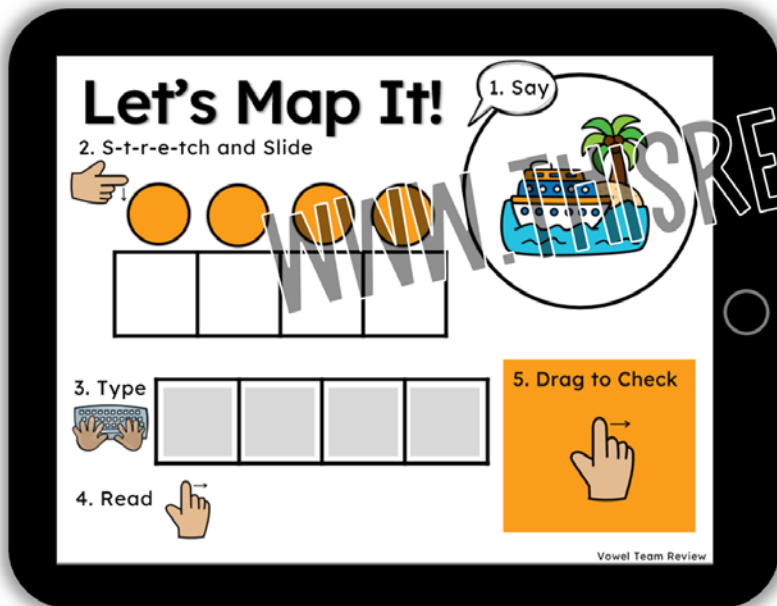 Let's Map It!
1. Say
2. S-t-r-e-tch and Slide
WWW.THISRE
3. Type
5. Drag to Check
4. Read
Vowel Team Review